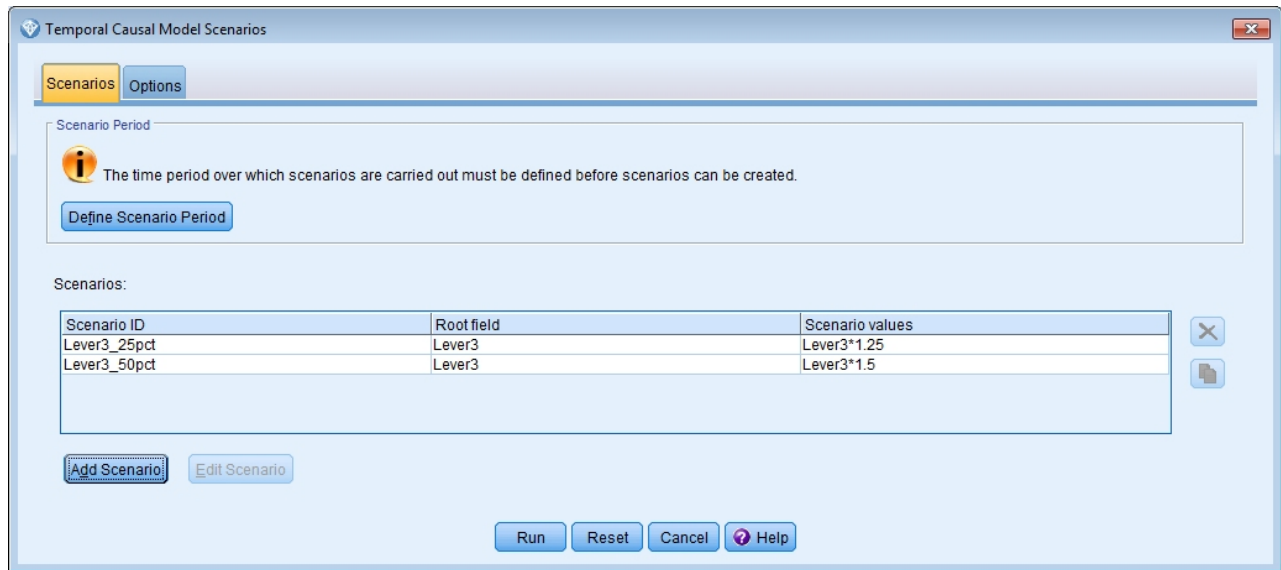 Temporal Causal Model Scenarios
Scenarios Options
Scenario Period
The time period over which scenarios are carried out must be defined before scenarios can be created.
Define Scenario Period
Scenarios:
Scenario ID Root field Scenario values
Lever3_25pct Lever3 Lever3*1.25
Lever3_50pct Lever3 Lever3*1.5
Add Scenario Edit Scenario
Run Reset Cancel Help